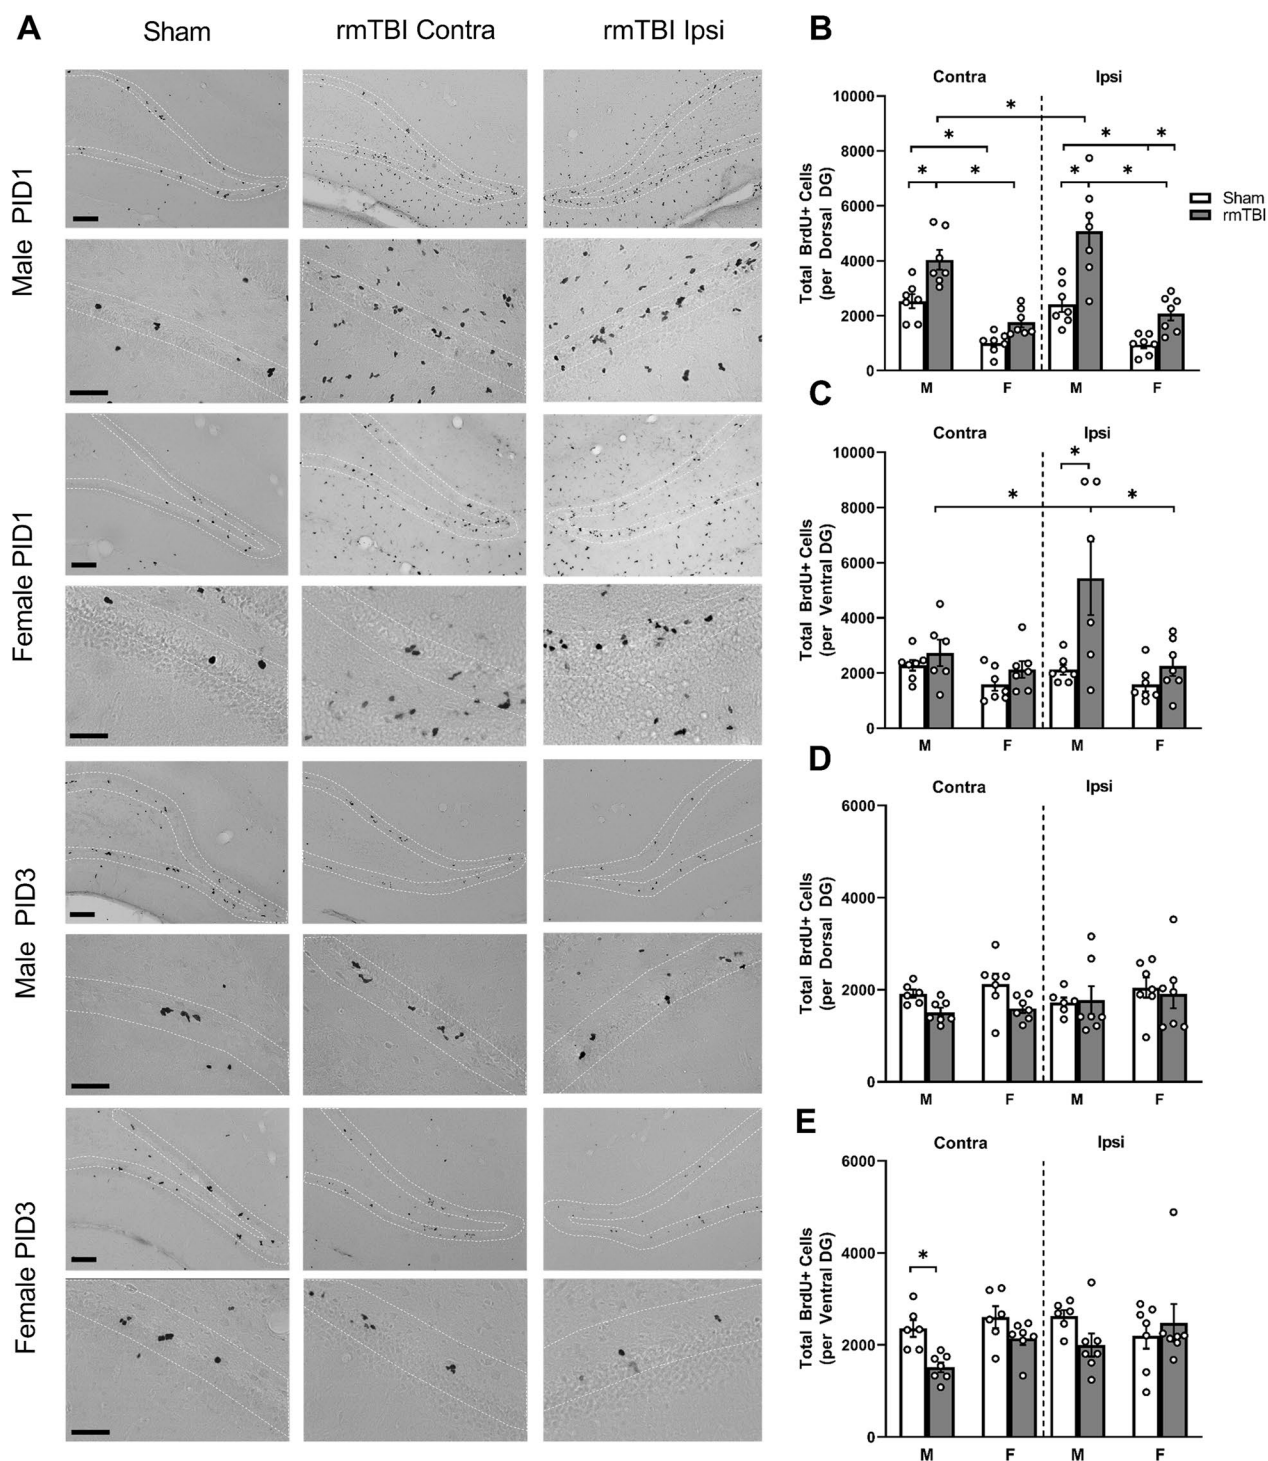 A
Sham
rmTBI Contra
rmTBI Ipsi
Male PID1
Female PID1
Male PID3
Female PID3
B
Contra
Ipsi
Total BrdU+ Cells
(per Dorsal DG)
10000
8000
6000
4000
2000
0
* * * * * * * *
M F M F
Sham
rmTBI
C
Contra
Ipsi
Total BrdU+ Cells
(per Ventral DG)
10000
8000
6000
4000
2000
0
* * *
M F M F
D
Contra
Ipsi
Total BrdU+ Cells
(per Dorsal DG)
6000
4000
2000
0
M F M F
E
Contra
Ipsi
Total BrdU+ Cells
(per Ventral DG)
6000
4000
2000
0
*
M F M F